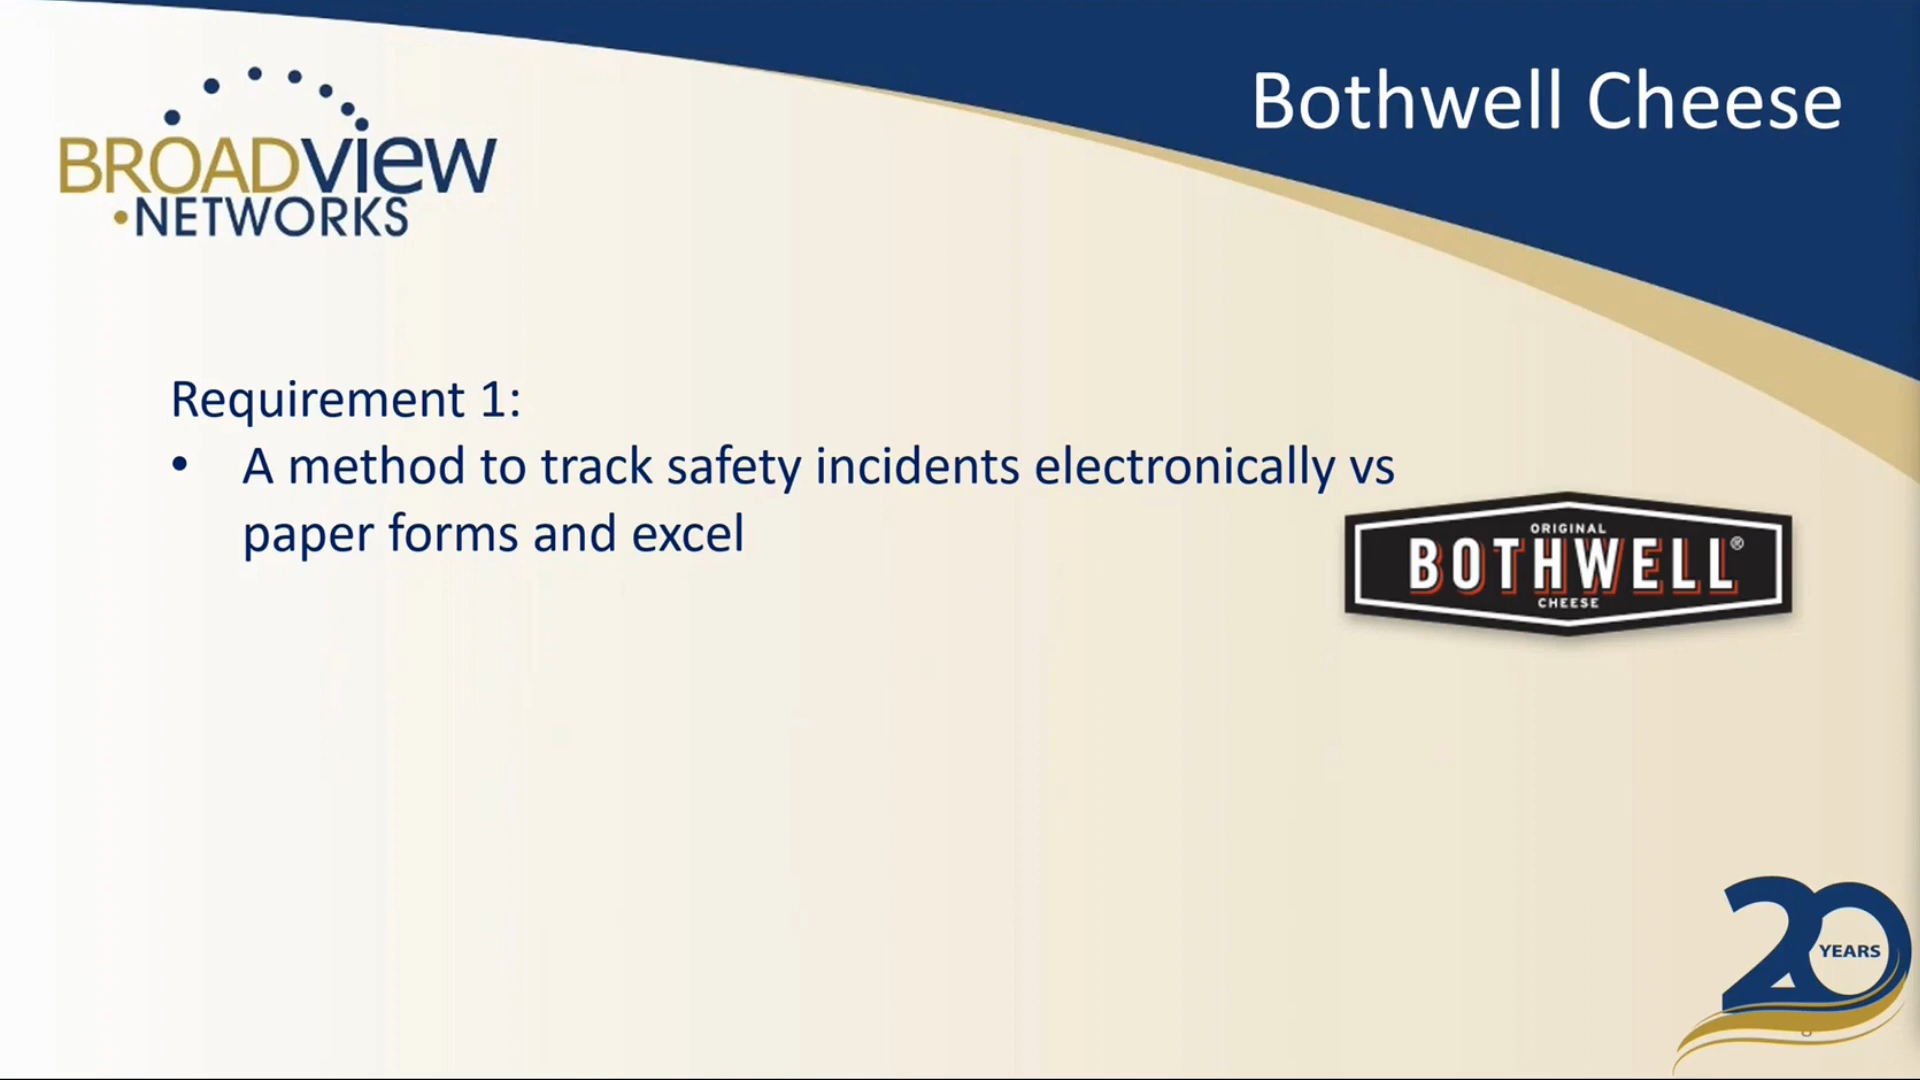 Bothwell Cheese
BROADVIEW
NETWORKS
Requirement 1:
• A method to track safety incidents electronically vs
paper forms and excel
ORIGINAL
BOTHWELL®
CHEESE
20
YEARS